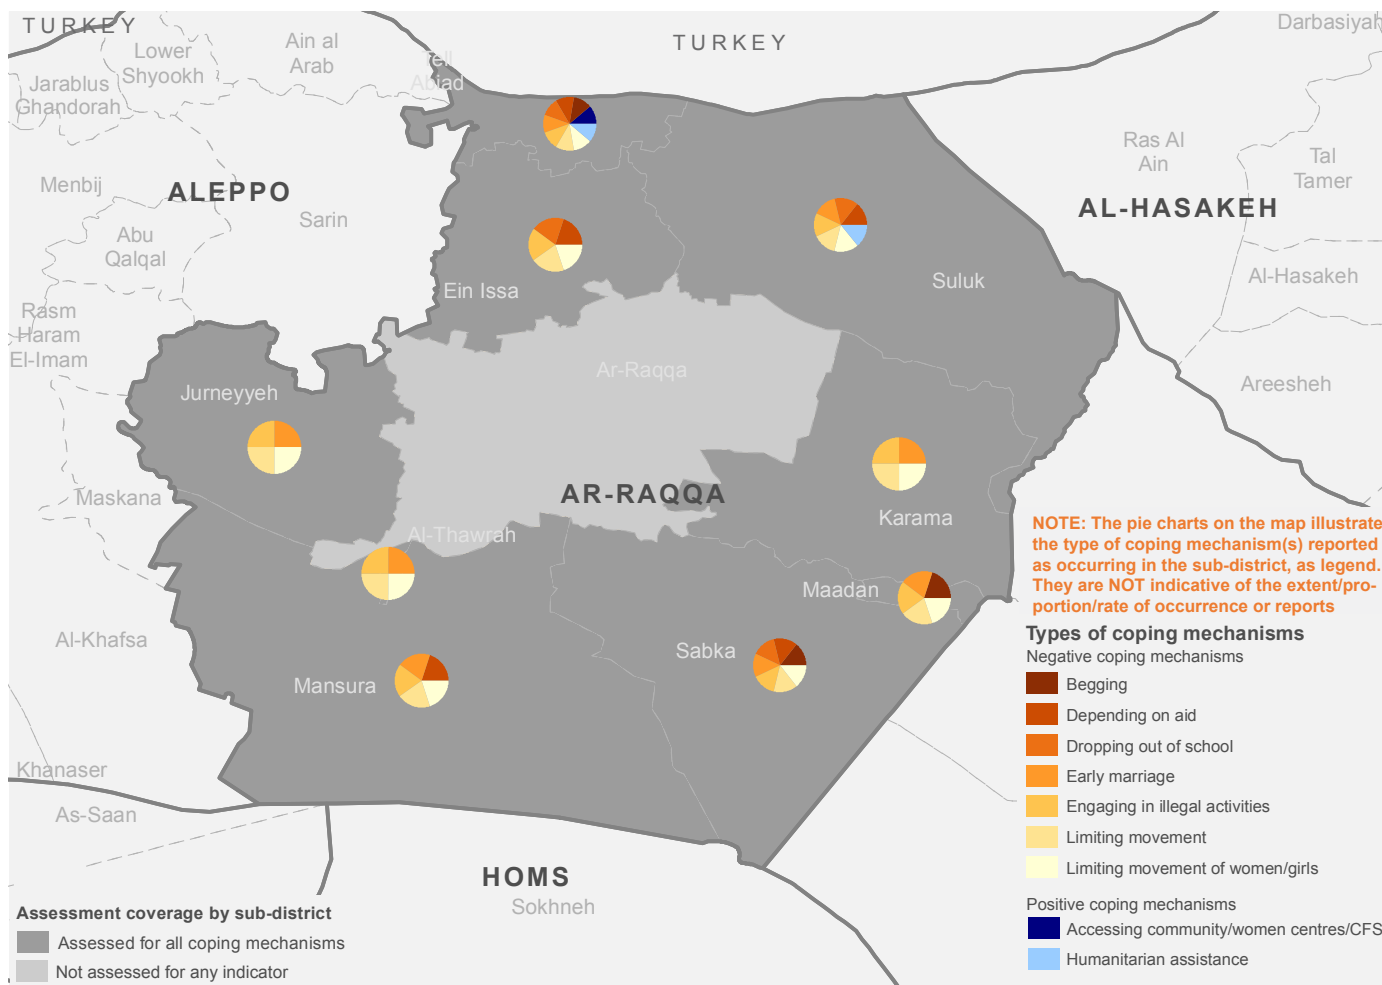 TURKEY
TURKEY
Darbasiyah
Lower
Shyookh
Ain al
Arab
Tell
Abiad
Jarablus
Ghandorah
Ras Al
Ain
Tal
Tamer
Menbij
ALEPPO
Sarin
AL-HASAKEH
Abu
Qalqal
Al-Hasakeh
Ein Issa
Suluk
Rasm
Haram
El-Imam
Ar-Raqqa
Areesheh
Jurneyyeh
Maskana
AR-RAQQA
Karama
Al-Thawrah
Maadan
Al-Khafsa
Sabka
Mansura
Khanaser
As-Saan
HOMS
Sokhneh
NOTE: The pie charts on the map illustrate
the type of coping mechanism(s) reported
as occurring in the sub-district, as legend.
They are NOT indicative of the extent/pro-
portion/rate of occurrence or reports
Types of coping mechanisms
Negative coping mechanisms
Begging
Depending on aid
Dropping out of school
Early marriage
Engaging in illegal activities
Limiting movement
Limiting movement of women/girls
Positive coping mechanisms
Accessing community/women centres/CFS
Humanitarian assistance
Assessment coverage by sub-district
Assessed for all coping mechanisms
Not assessed for any indicator